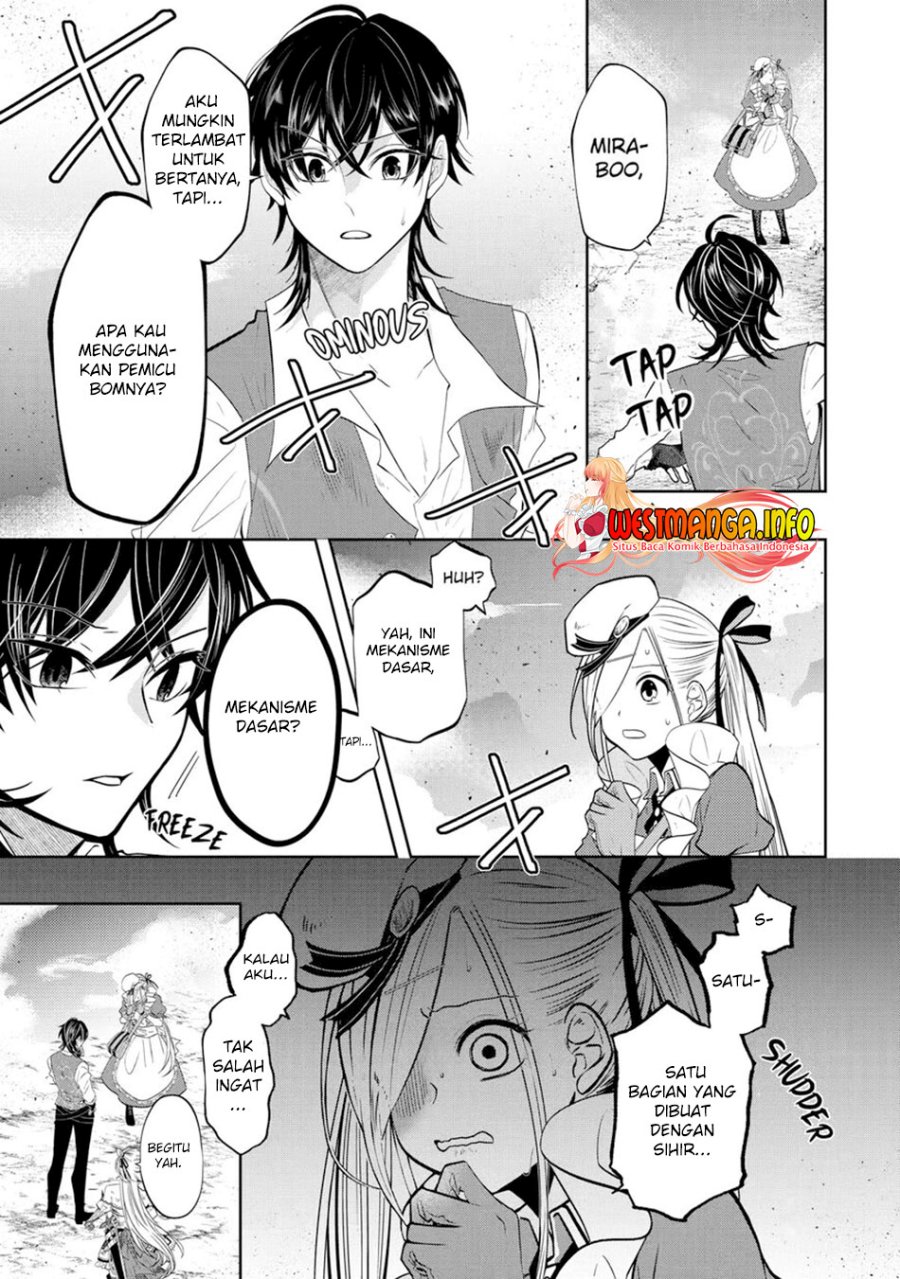 MIRA-
BOO,
TAP
TAP
AKU
MUNGKIN
TERLAMBAT
UNTUK
BERTANYA,
TAPI...
OMINOUS
APA KAU
MENGGUNA-
KAN PEMICU
BOMNYA?
WESTMANGA.INFO
SITUS BACA KOMIK BERBAHASA INDONESIA
HUH?
YAH, INI
MEKANISME
DASAR,
TAPI...
MEKANISME
DASAR?
FREEZE
S-
SATU-
SATU
BAGIAN YANG
DIBUAT
DENGAN
SIHIR...
SHUDDER
KALAU
AKU...
TAK
SALAH
INGAT
...
BEGITU
YAH.